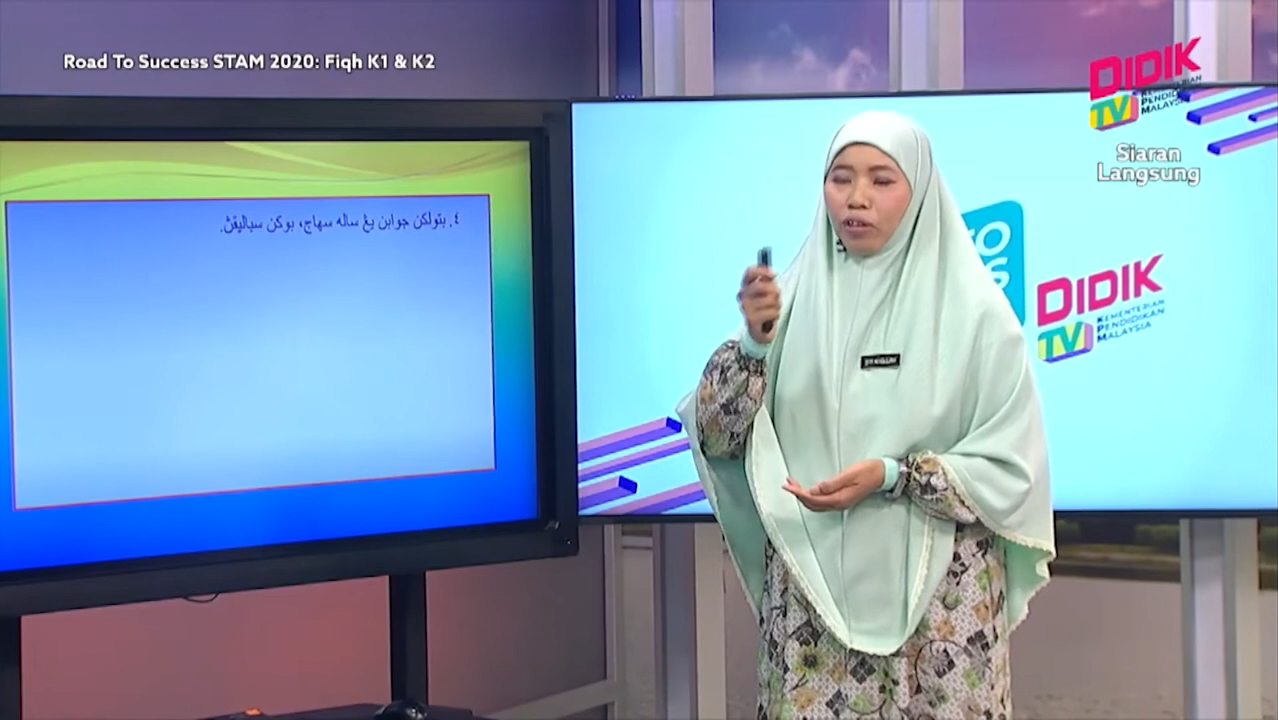 Road To Success STAM 2020: Fiqh K1 & K2
DIDIK
TV
KEMENTERIAN
PENDIDIKAN
MALAYSIA
Siaran
Langsung
٤. بتولكن جوابن يڠ ساله سهاج، بوكن سباليقڽ.
DIDIK
TV
KEMENTERIAN
PENDIDIKAN
MALAYSIA